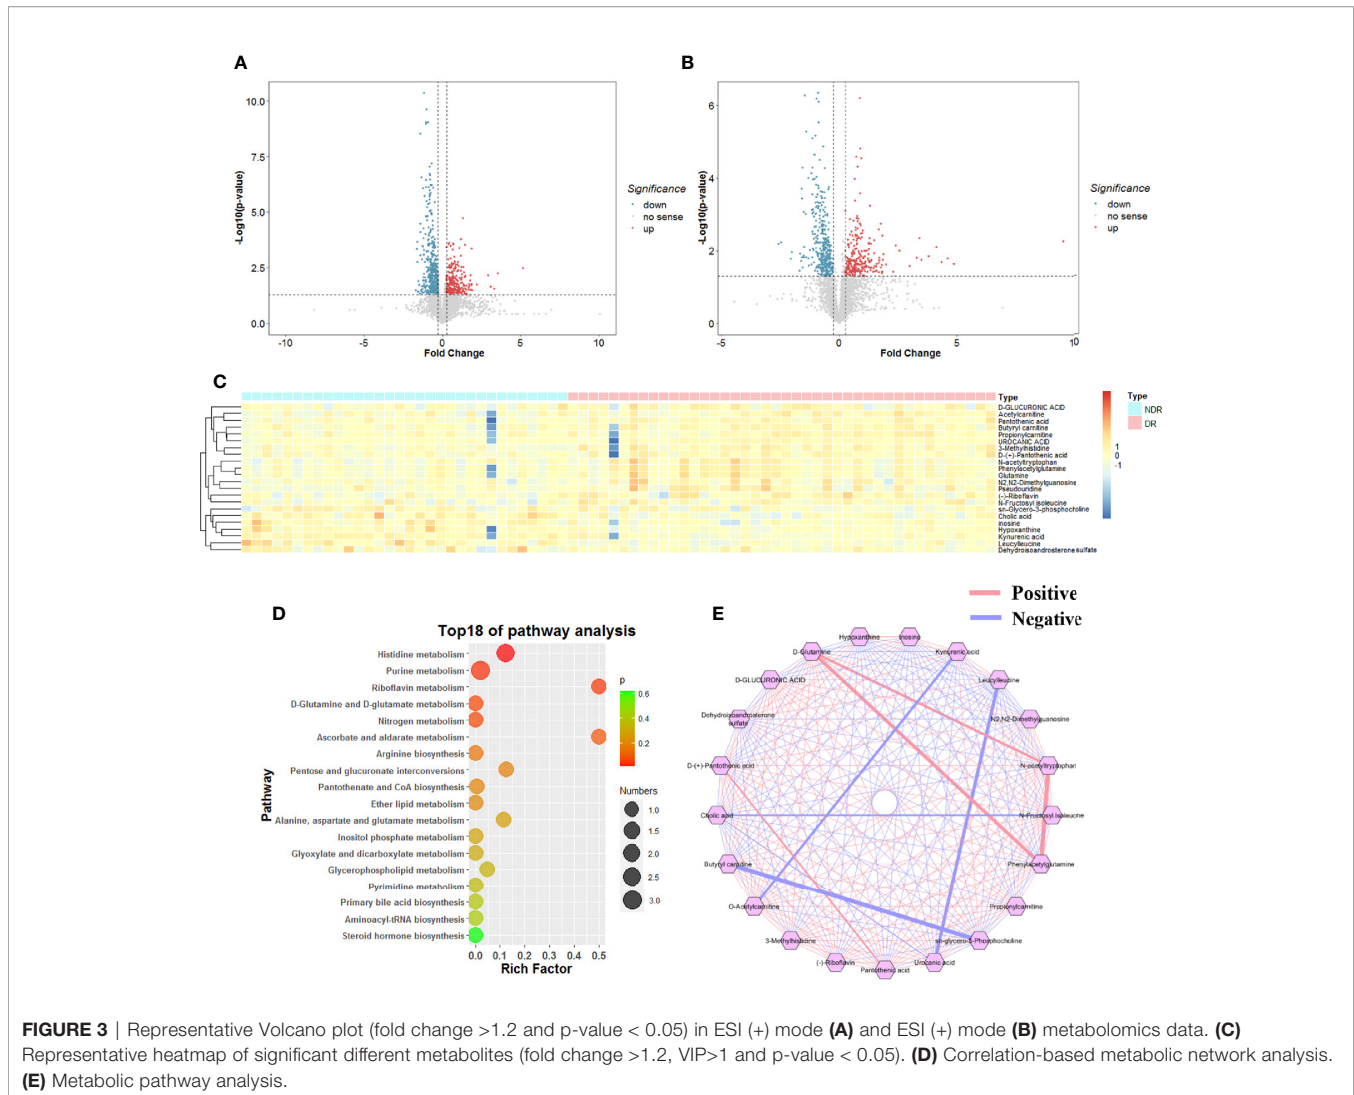 A
B
10.0
7.5
5.0
2.5
0.0
-Log10(p-value)
-10
-5
0
5
10
Fold Change
Significance
down
no sense
up
6
4
2
0
-Log10(p-value)
-5
0
5
10
Fold Change
Significance
down
no sense
up
C
Type
D-GLUCURONIC ACID
Acetylcarnitine
Pantothenic acid
Butyryl carnitine
Propionylcarnitine
UROCANIC ACID
3-Methylhistidine
D-(+)-Pantothenic acid
N-acetyltryptophan
Phenylacetylglutamine
Glutamine
N2,N2-Dimethylguanosine
Pseudouridine
(-)-Riboflavin
N-Fructosyl isoleucine
sn-Glycero-3-phosphocholine
Cholic acid
inosine
Hypoxanthine
Kynurenic acid
Leucylleucine
Dehydroisoandrosterone sulfate
1
0
-1
Type
NDR
DR
D
Top18 of pathway analysis
Pathway
Histidine metabolism
Purine metabolism
Riboflavin metabolism
D-Glutamine and D-glutamate metabolism
Nitrogen metabolism
Ascorbate and aldarate metabolism
Arginine biosynthesis
Pentose and glucuronate interconversions
Pantothenate and CoA biosynthesis
Ether lipid metabolism
Alanine, aspartate and glutamate metabolism
Inositol phosphate metabolism
Glyoxylate and dicarboxylate metabolism
Glycerophospholipid metabolism
Pyrimidine metabolism
Primary bile acid biosynthesis
Aminoacyl-tRNA biosynthesis
Steroid hormone biosynthesis
0.0 0.1 0.2 0.3 0.4 0.5
Rich Factor
p
0.6
0.4
0.2
Numbers
1.0
1.5
2.0
2.5
3.0
E
Positive
Negative
Hypoxanthine
Inosine
D-Glutamine
Kynurenic acid
D-GLUCURONIC ACID
Leucylleucine
Dehydroisoandrosterone
sulfate
N2,N2-Dimethylguanosine
D-(+)-Pantothenic acid
N-acetyltryptophan
Cholic acid
N-Fructosyl isoleucine
Butyryl carnitine
Phenylacetylglutamine
O-Acetylcarnitine
Propionylcarnitine
3-Methylhistidine
sn-glycero-3-Phosphocholine
(-)-Riboflavin
Pantothenic acid
Urocanic acid
FIGURE 3 | Representative Volcano plot (fold change >1.2 and p-value < 0.05) in ESI (+) mode (A) and ESI (+) mode (B) metabolomics data. (C)
Representative heatmap of significant different metabolites (fold change >1.2, VIP>1 and p-value < 0.05). (D) Correlation-based metabolic network analysis.
(E) Metabolic pathway analysis.